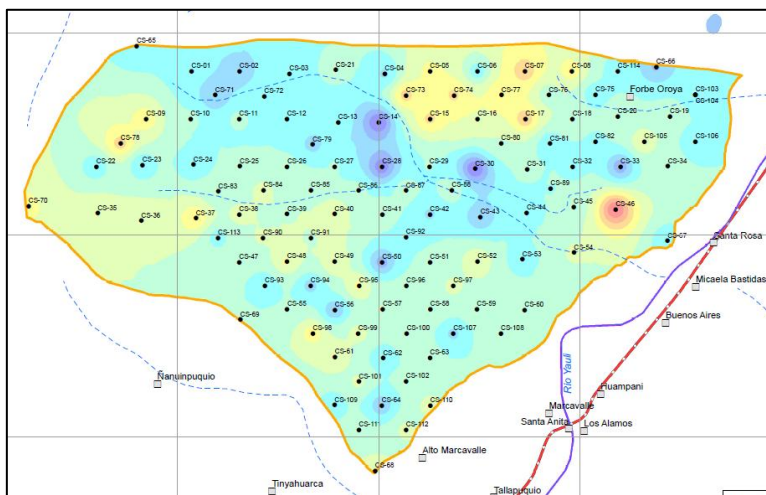 CS-65
CS-01
CS-02
CS-03
CS-21
CS-04
CS-05
CS-06
CS-07
CS-08
CS-114
CS-66
CS-71
CS-72
CS-73
CS-74
CS-77
CS-76
CS-75
Forbe Oroya
CS-103
CS-104
CS-09
CS-10
CS-11
CS-12
CS-13
CS-14
CS-15
CS-16
CS-17
CS-18
CS-26
CS-19
CS-78
CS-79
CS-80
CS-81
CS-82
CS-105
CS-106
CS-22
CS-23
CS-24
CS-25
CS-26
CS-27
CS-28
CS-29
CS-30
CS-31
CS-32
CS-33
CS-34
CS-83
CS-84
CS-85
CS-86
CS-87
CS-88
CS-89
CS-70
CS-35
CS-36
CS-37
CS-38
CS-39
CS-40
CS-41
CS-42
CS-43
CS-44
CS-45
CS-46
CS-113
CS-90
CS-91
CS-92
CS-67
Santa Rosa
CS-47
CS-48
CS-49
CS-50
CS-51
CS-52
CS-53
CS-54
CS-93
CS-94
CS-95
CS-96
CS-97
Micaela Bastidas
CS-69
CS-55
CS-56
CS-57
CS-58
CS-59
CS-60
Buenos Aires
CS-98
CS-99
CS-100
CS-107
CS-108
CS-61
CS-62
CS-63
Río Yauli
Ñanuinpuquio
CS-101
CS-102
Huampani
CS-109
CS-64
CS-110
Marcavalle
CS-111
CS-112
Santa Anita
Los Alamos
Alto Marcavalle
CS-68
Tinyahuarca
Tallapuquio